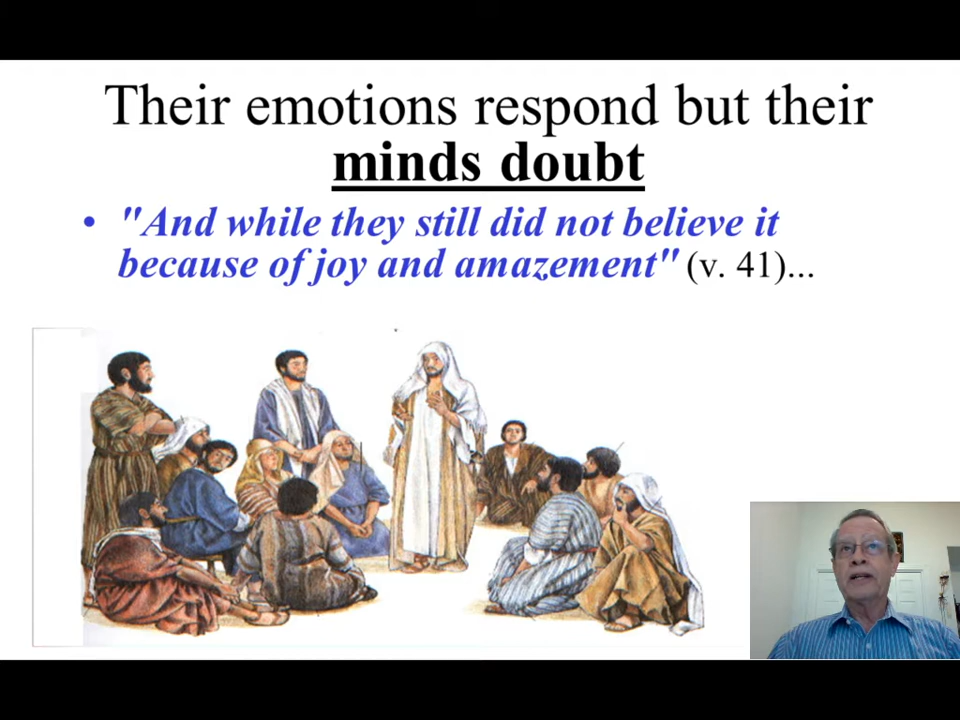 Their emotions respond but their
minds doubt
• "And while they still did not believe it
because of joy and amazement" (v. 41)...